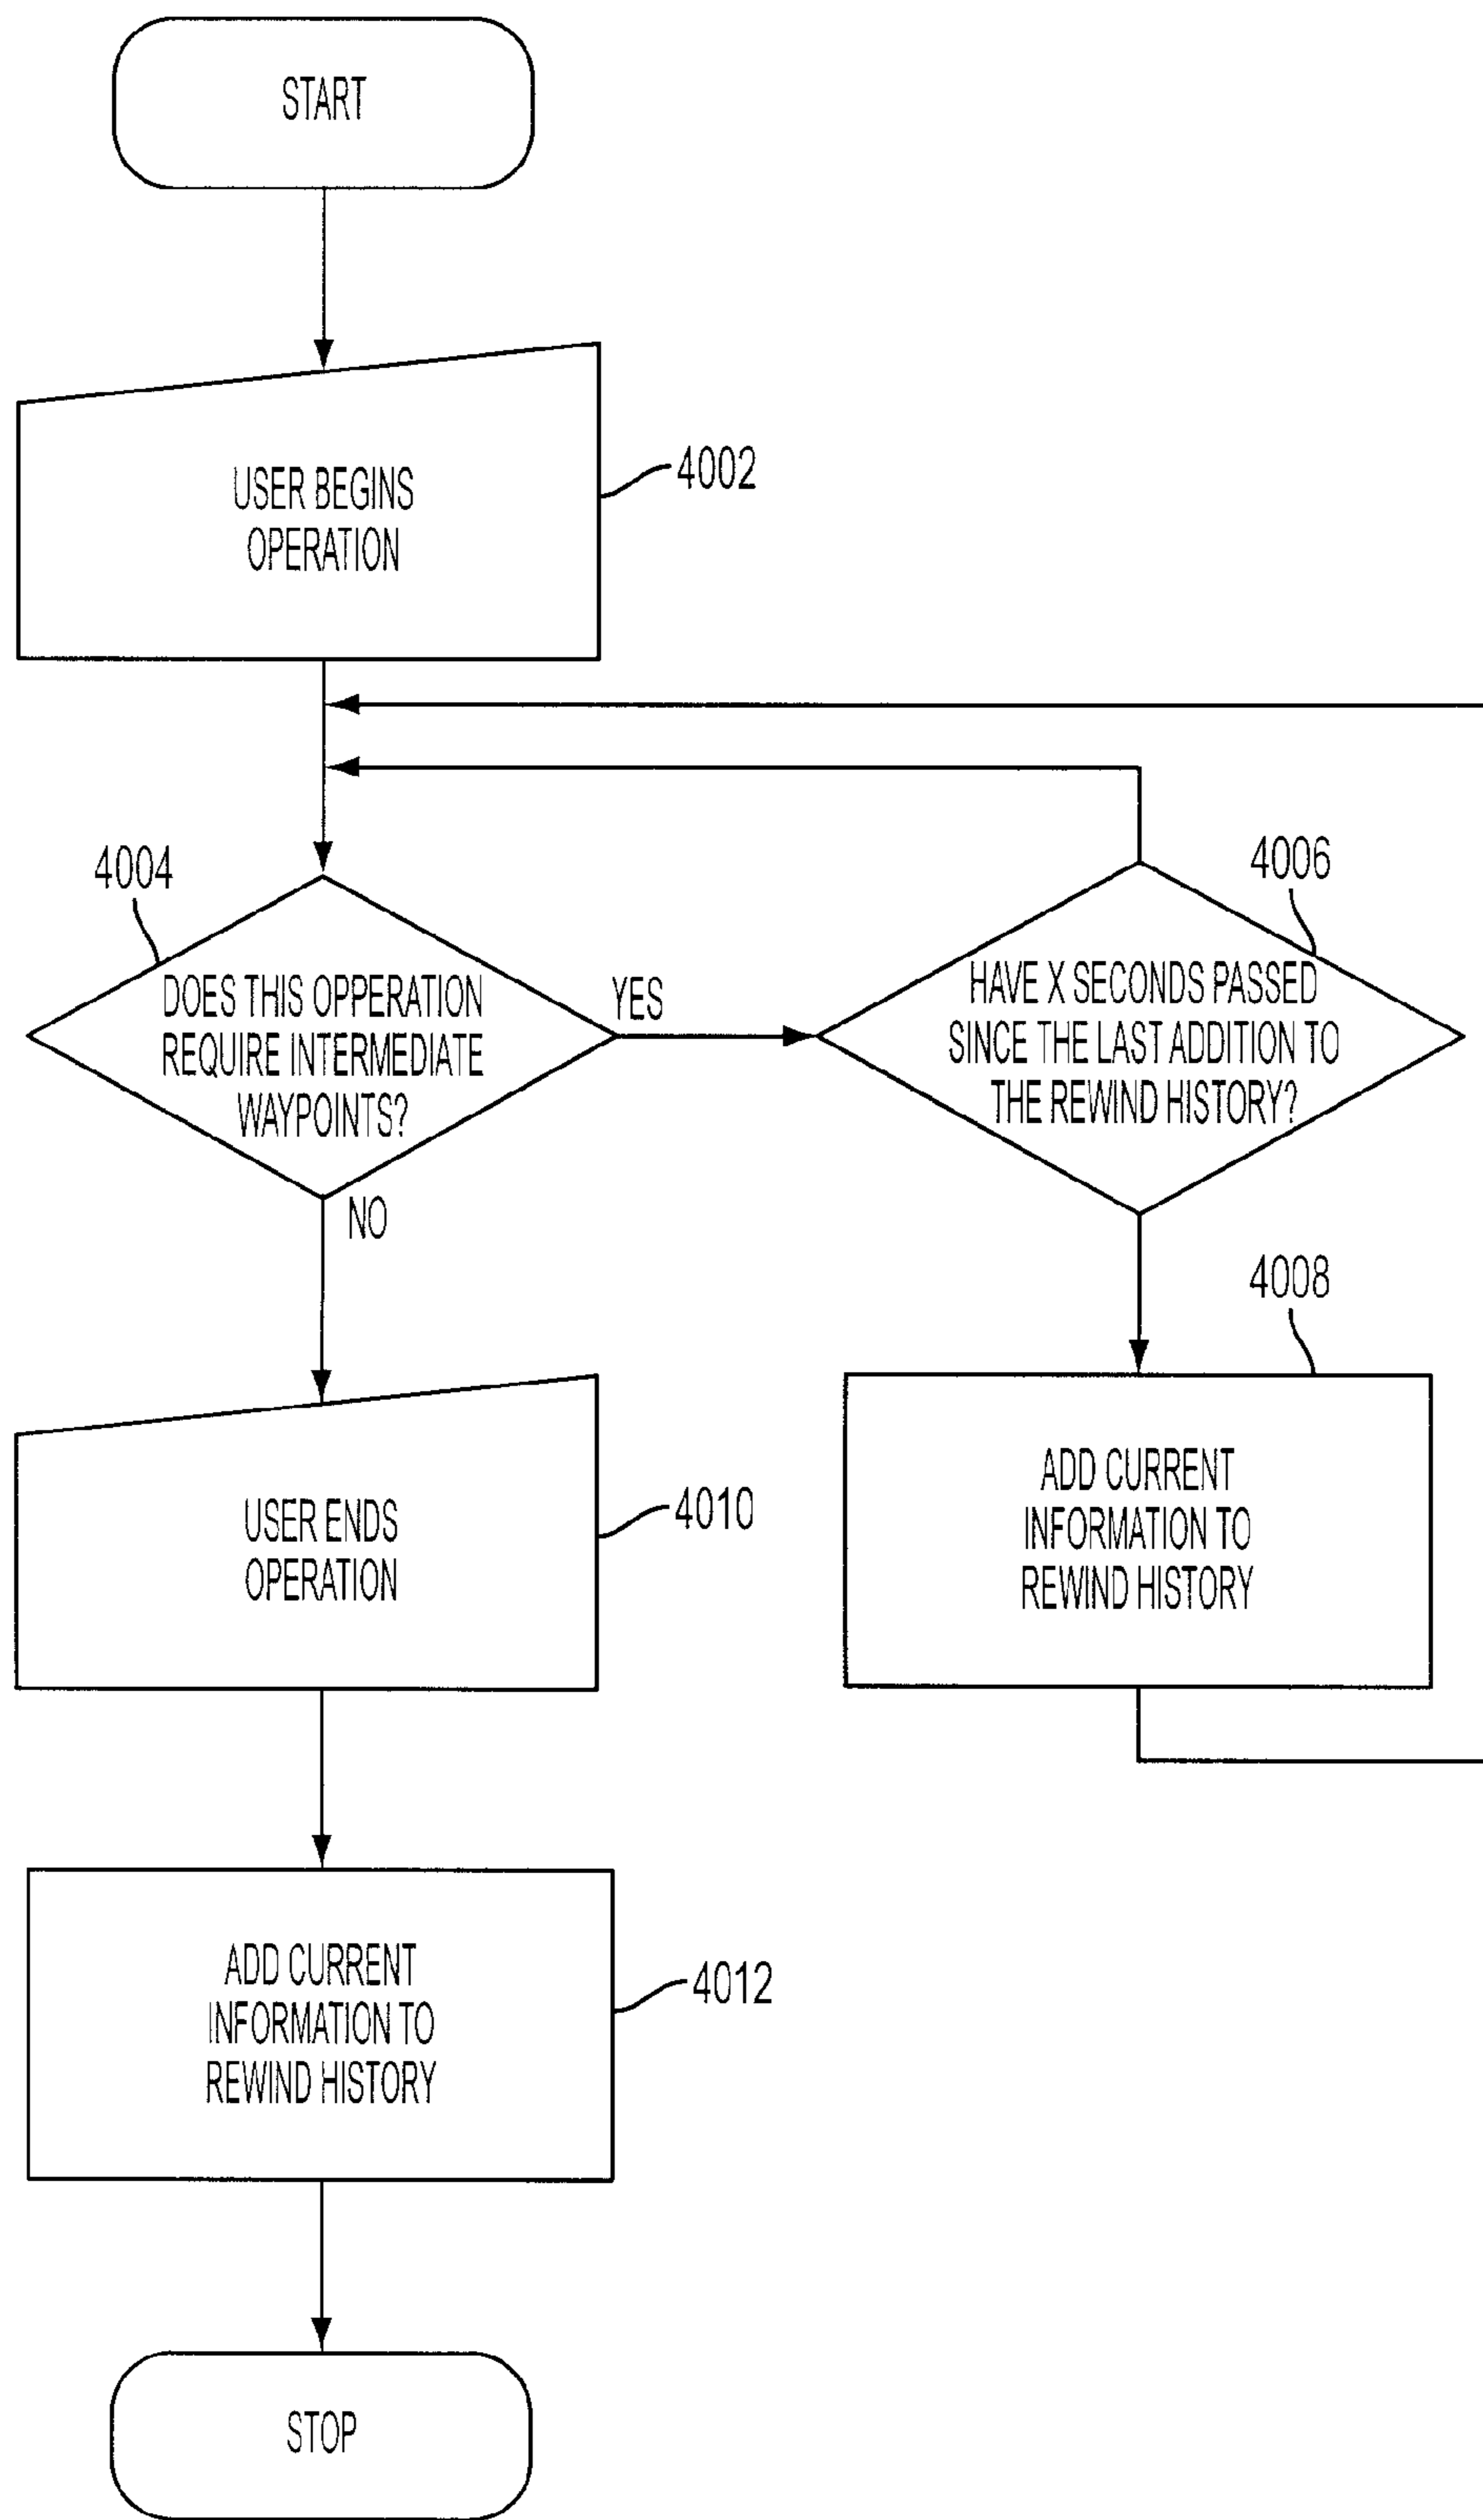 START
USER BEGINS
OPERATION
4002
4004
DOES THIS OPPERATION
REQUIRE INTERMEDIATE
WAYPOINTS?
YES
NO
4006
HAVE X SECONDS PASSED
SINCE THE LAST ADDITION TO
THE REWIND HISTORY?
4008
ADD CURRENT
INFORMATION TO
REWIND HISTORY
USER ENDS
OPERATION
4010
ADD CURRENT
INFORMATION TO
REWIND HISTORY
4012
STOP